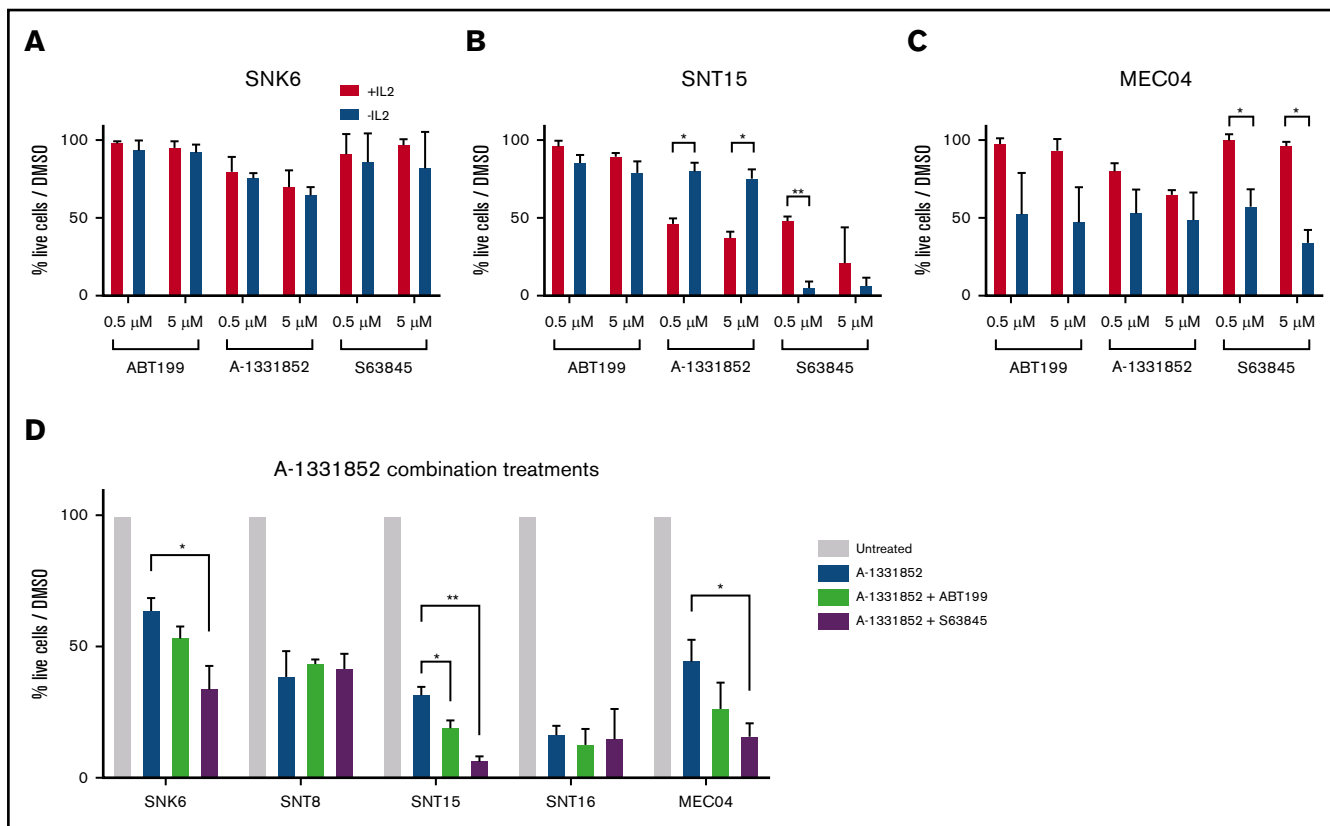 A
SNK6
+IL2
-IL2
% live cells / DMSO
100
50
0
0.5 µM 5 µM 0.5 µM 5 µM 0.5 µM 5 µM
ABT199 A-1331852 S63845
B
SNT15
% live cells / DMSO
100
50
0
* * **
0.5 µM 5 µM 0.5 µM 5 µM 0.5 µM 5 µM
ABT199 A-1331852 S63845
C
MEC04
% live cells / DMSO
100
50
0
* *
0.5 µM 5 µM 0.5 µM 5 µM 0.5 µM 5 µM
ABT199 A-1331852 S63845
D
A-1331852 combination treatments
% live cells / DMSO
100
50
0
*
**
*
*
SNK6 SNT8 SNT15 SNT16 MEC04
Untreated
A-1331852
A-1331852 + ABT199
A-1331852 + S63845